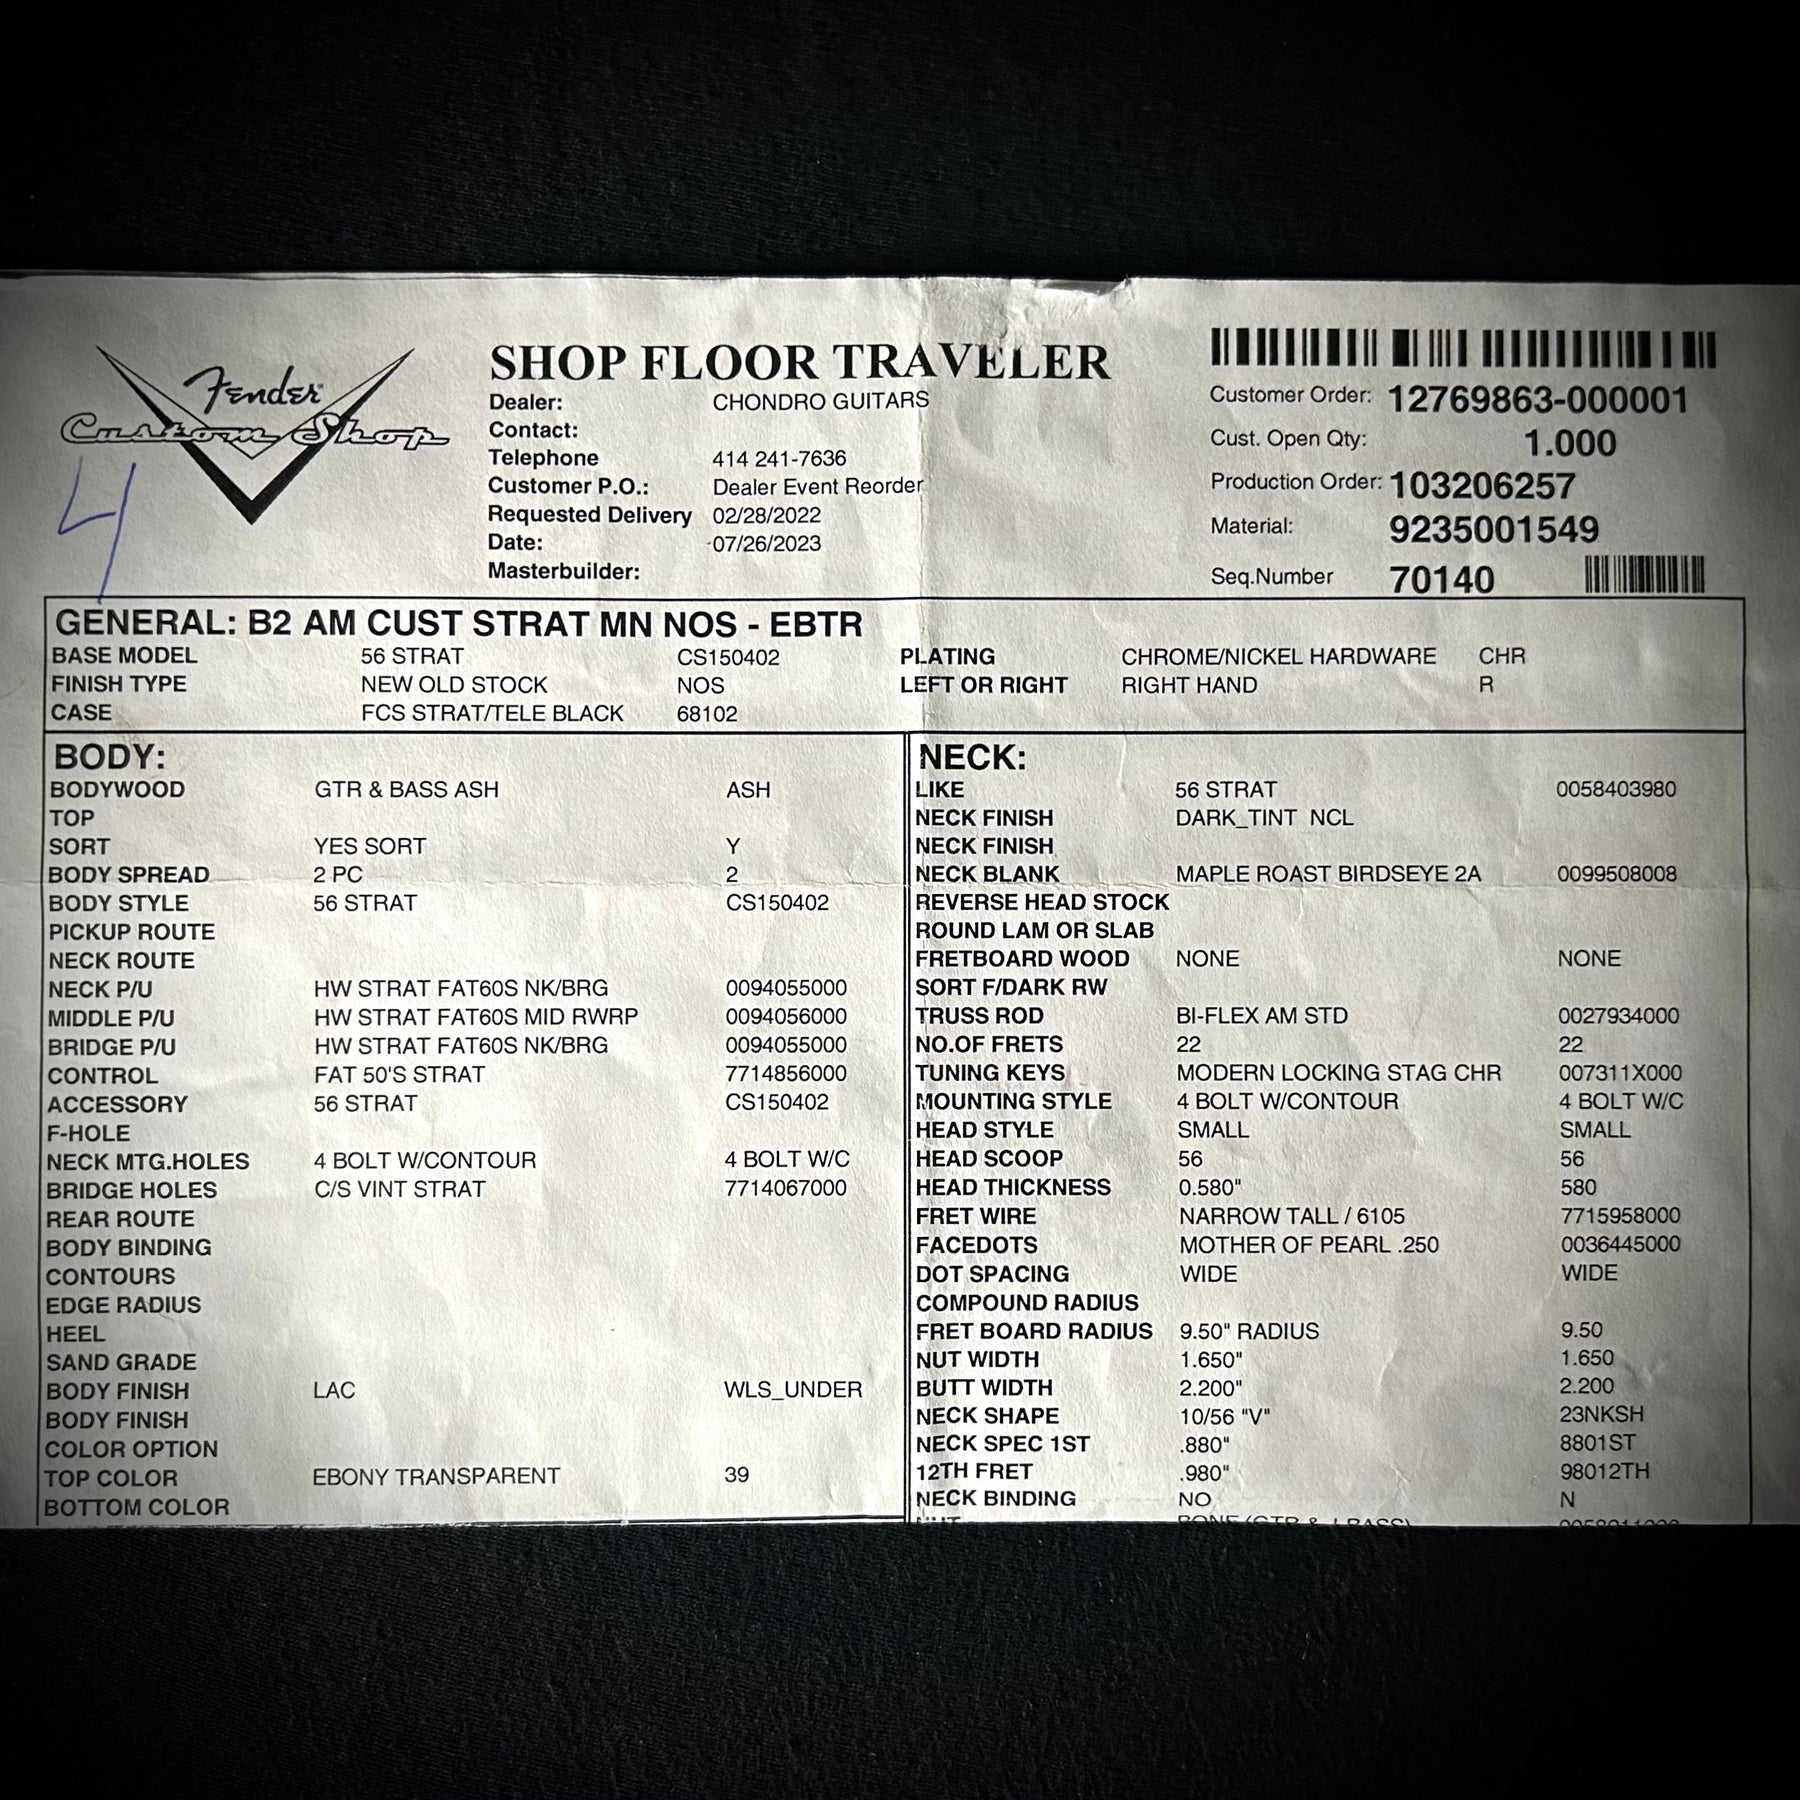 Fender
Custom Shop
4
SHOP FLOOR TRAVELER
Dealer: CHONDRO GUITARS
Contact:
Telephone 414 241-7636
Customer P.O.: Dealer Event Reorder
Requested Delivery 02/28/2022
Date: 07/26/2023
Masterbuilder:
Customer Order: 12769863-000001
Cust. Open Qty: 1.000
Production Order: 103206257
Material: 9235001549
Seq.Number 70140
GENERAL: B2 AM CUST STRAT MN NOS - EBTR
BASE MODEL 56 STRAT CS150402 PLATING CHROME/NICKEL HARDWARE CHR
FINISH TYPE NEW OLD STOCK NOS LEFT OR RIGHT RIGHT HAND R
CASE FCS STRAT/TELE BLACK 68102
BODY:
BODYWOOD GTR & BASS ASH ASH
TOP
SORT YES SORT Y
BODY SPREAD 2 PC 2
BODY STYLE 56 STRAT CS150402
PICKUP ROUTE
NECK ROUTE
NECK P/U HW STRAT FAT60S NK/BRG 0094055000
MIDDLE P/U HW STRAT FAT60S MID RWRP 0094056000
BRIDGE P/U HW STRAT FAT60S NK/BRG 0094055000
CONTROL FAT 50'S STRAT 7714856000
ACCESSORY 56 STRAT CS150402
F-HOLE
NECK MTG.HOLES 4 BOLT W/CONTOUR 4 BOLT W/C
BRIDGE HOLES C/S VINT STRAT 7714067000
REAR ROUTE
BODY BINDING
CONTOURS
EDGE RADIUS
HEEL
SAND GRADE
BODY FINISH LAC WLS_UNDER
BODY FINISH
COLOR OPTION
TOP COLOR EBONY TRANSPARENT 39
BOTTOM COLOR
NECK:
LIKE 56 STRAT 0058403980
NECK FINISH DARK_TINT NCL
NECK FINISH
NECK BLANK MAPLE ROAST BIRDSEYE 2A 0099508008
REVERSE HEAD STOCK
ROUND LAM OR SLAB
FRETBOARD WOOD NONE NONE
SORT F/DARK RW
TRUSS ROD BI-FLEX AM STD 0027934000
NO.OF FRETS 22 22
TUNING KEYS MODERN LOCKING STAG CHR 007311X000
MOUNTING STYLE 4 BOLT W/CONTOUR 4 BOLT W/C
HEAD STYLE SMALL SMALL
HEAD SCOOP 56 56
HEAD THICKNESS 0.580" 580
FRET WIRE NARROW TALL / 6105 7715958000
FACEDOTS MOTHER OF PEARL .250 0036445000
DOT SPACING WIDE WIDE
COMPOUND RADIUS
FRET BOARD RADIUS 9.50" RADIUS 9.50
NUT WIDTH 1.650" 1.650
BUTT WIDTH 2.200" 2.200
NECK SHAPE 10/56 "V" 23NKSH
NECK SPEC 1ST .880" 8801ST
12TH FRET .980" 98012TH
NECK BINDING NO N